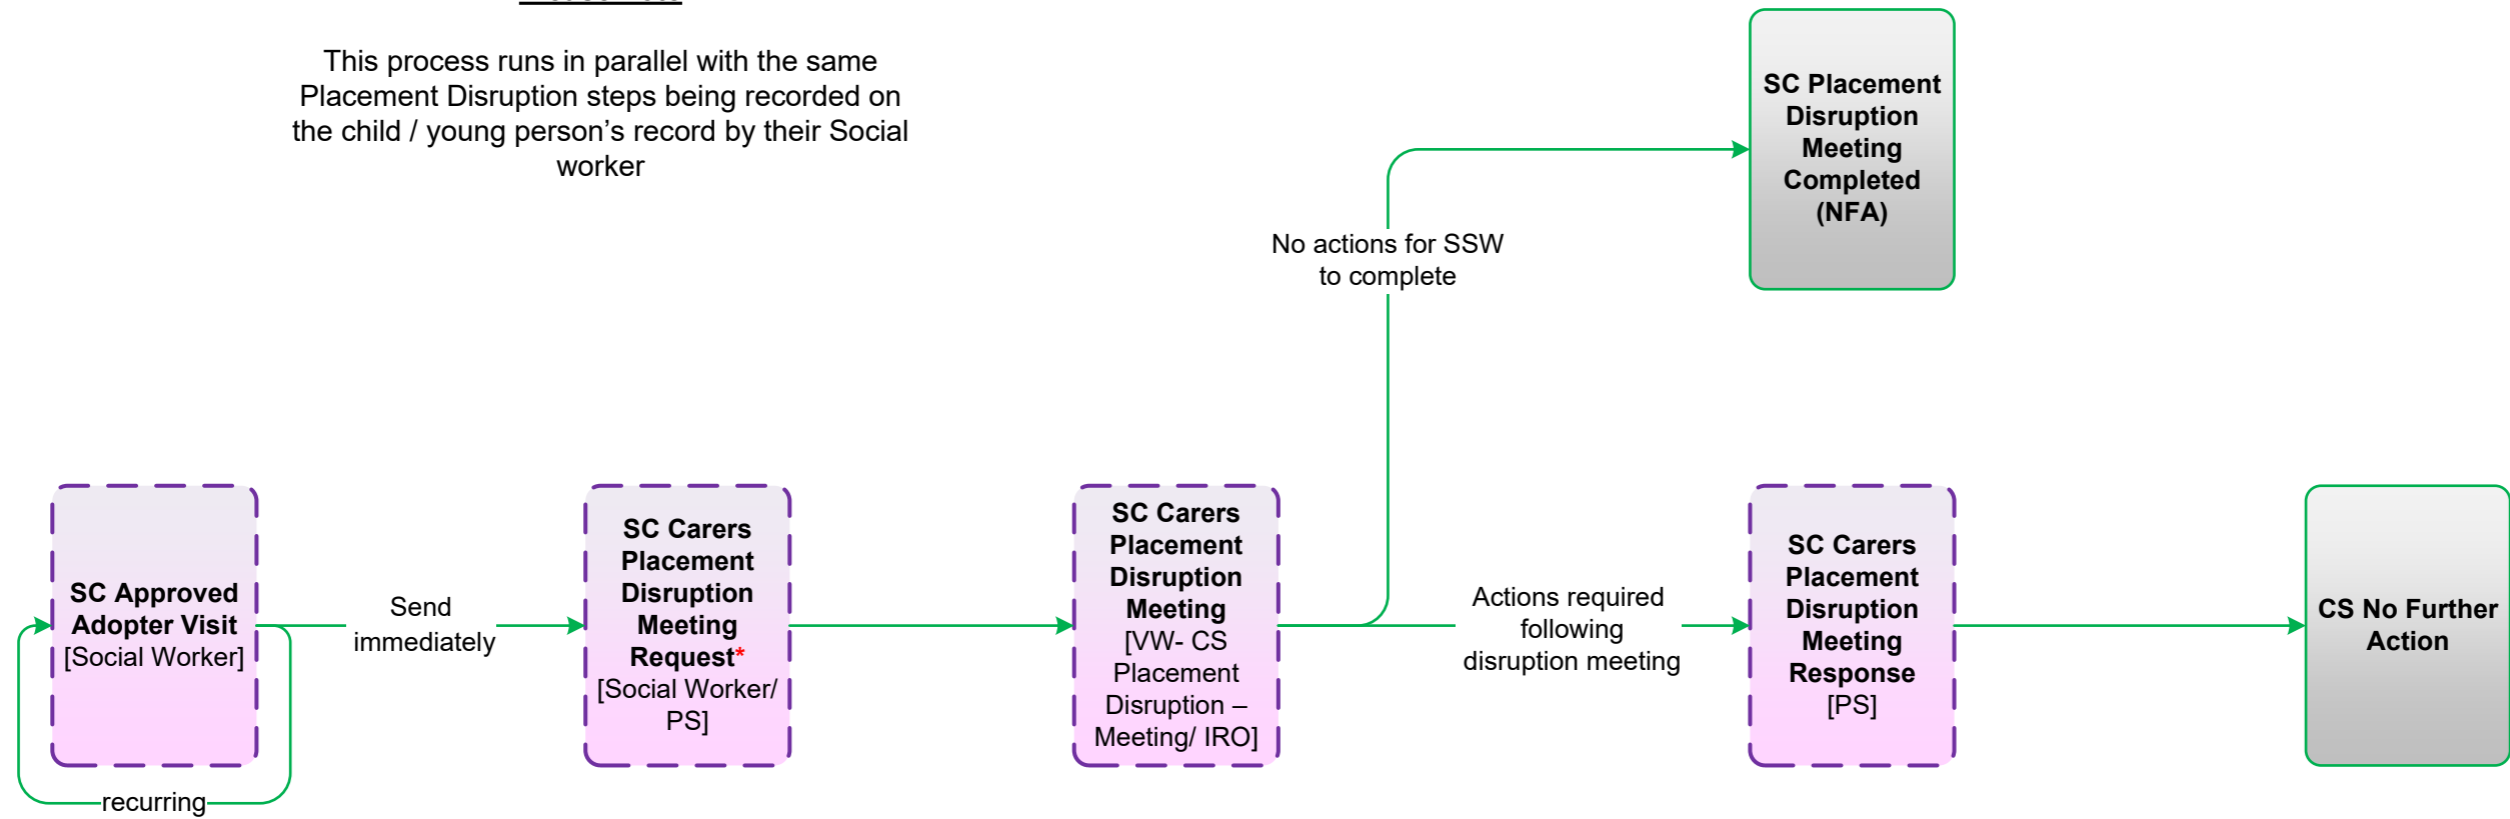 This process runs in parallel with the same
Placement Disruption steps being recorded on
the child / young person’s record by their Social
worker
SC Placement
Disruption
Meeting
Completed
(NFA)
No actions for SSW
to complete
SC Approved
Adopter Visit
[Social Worker]
recurring
Send
immediately
SC Carers
Placement
Disruption
Meeting
Request*
[Social Worker/
PS]
SC Carers
Placement
Disruption
Meeting
[VW- CS
Placement
Disruption –
Meeting/ IRO]
Actions required
following
disruption meeting
SC Carers
Placement
Disruption
Meeting
Response
[PS]
CS No Further
Action